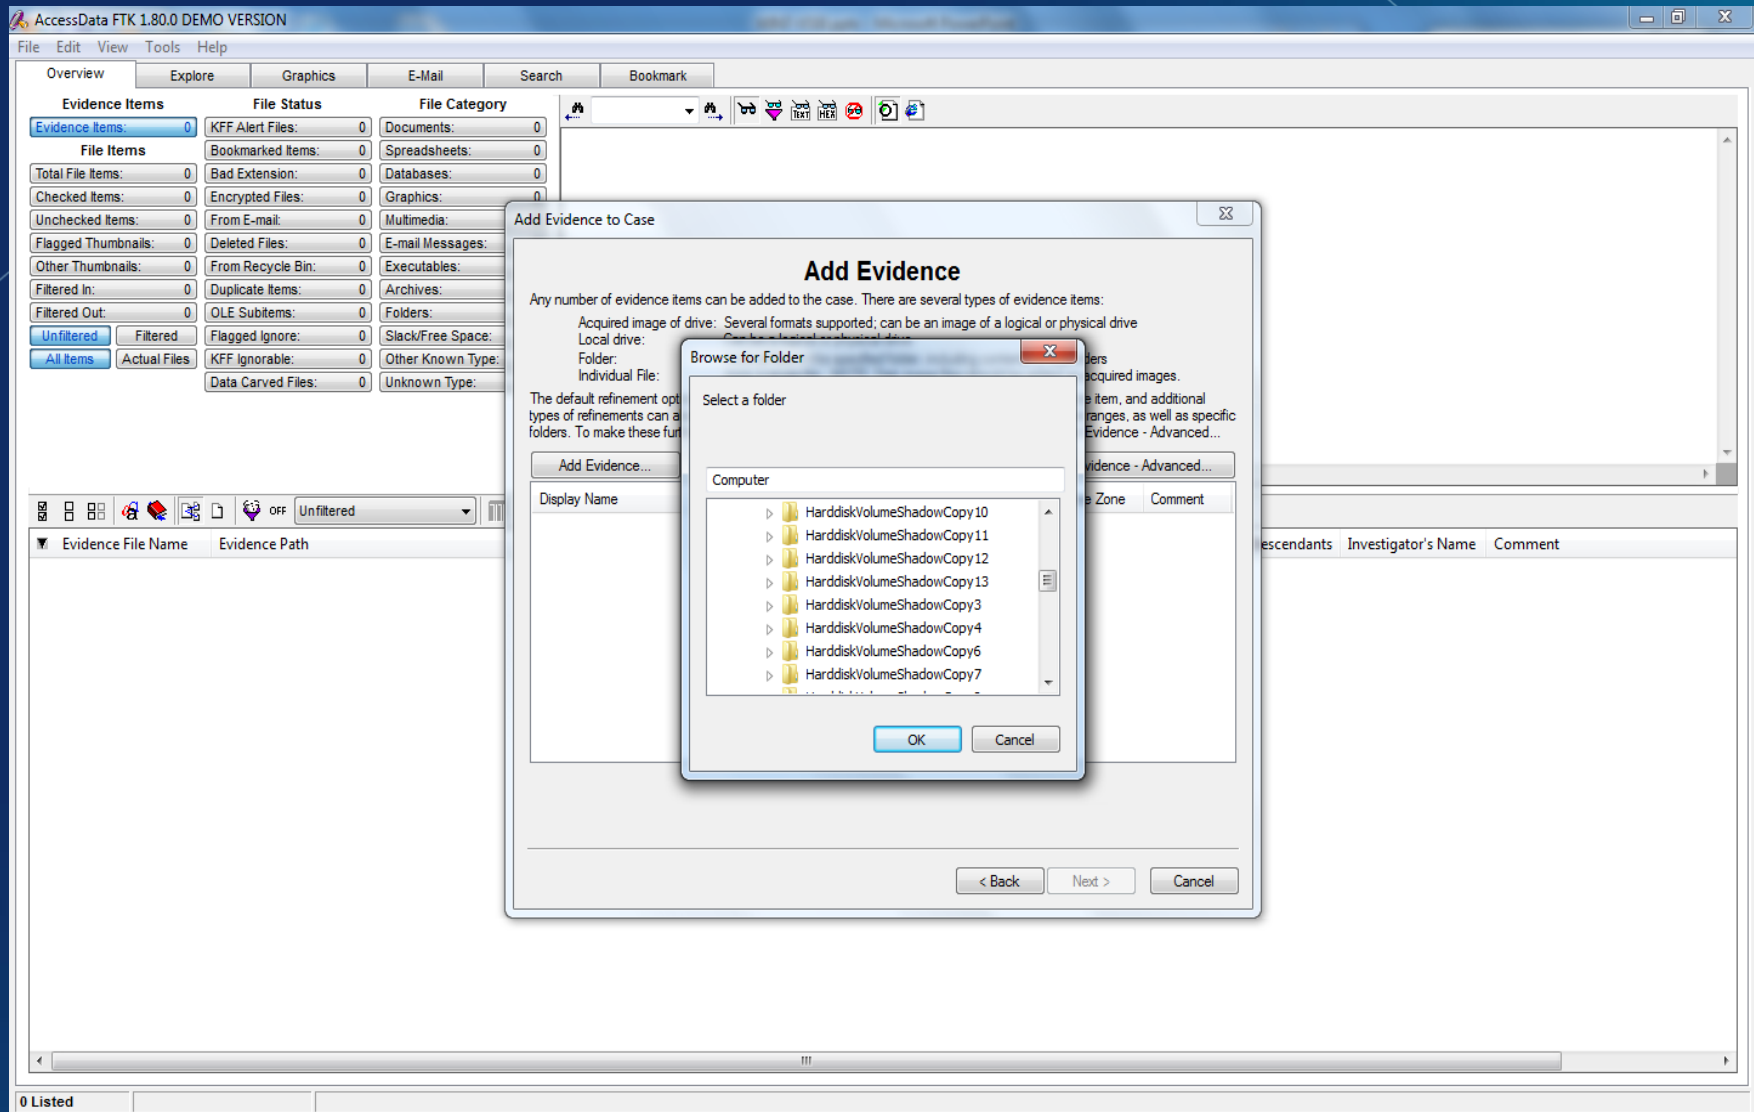 AccessData FTK 1.80.0 DEMO VERSION
File Edit View Tools Help
Overview Explore Graphics E-Mail Search Bookmark
Evidence Items File Status File Category
Evidence Items: 0 KFF Alert Files: 0 Documents: 0
File Items Bookmarked Items: 0 Spreadsheets: 0
Total File Items: 0 Bad Extension: 0 Databases: 0
Checked Items: 0 Encrypted Files: 0 Graphics: 0
Unchecked Items: 0 From E-mail: 0 Multimedia:
Flagged Thumbnails: 0 Deleted Files: 0 E-mail Messages:
Other Thumbnails: 0 From Recycle Bin: 0 Executables:
Filtered In: 0 Duplicate Items: 0 Archives:
Filtered Out: 0 OLE Subitems: 0 Folders:
Unfiltered Filtered Flagged Ignore: 0 Slack/Free Space:
All Items Actual Files KFF Ignorable: 0 Other Known Type:
Data Carved Files: 0 Unknown Type:
TEXT HEX
Add Evidence to Case
Add Evidence
Any number of evidence items can be added to the case. There are several types of evidence items:
Acquired image of drive: Several formats supported; can be an image of a logical or physical drive
Local drive:
Folder:
Individual File: acquired images.
The default refinement item, and additional
types of refinements can ranges, as well as specific
folders. To make these Evidence - Advanced...
Add Evidence... Advanced...
Display Name Zone Comment
Browse for Folder
Select a folder
Computer
HarddiskVolumeShadowCopy10
HarddiskVolumeShadowCopy11
HarddiskVolumeShadowCopy12
HarddiskVolumeShadowCopy13
HarddiskVolumeShadowCopy3
HarddiskVolumeShadowCopy4
HarddiskVolumeShadowCopy6
HarddiskVolumeShadowCopy7
OK Cancel
< Back Next > Cancel
OFF Unfiltered
Evidence File Name Evidence Path escendants Investigator's Name Comment
0 Listed